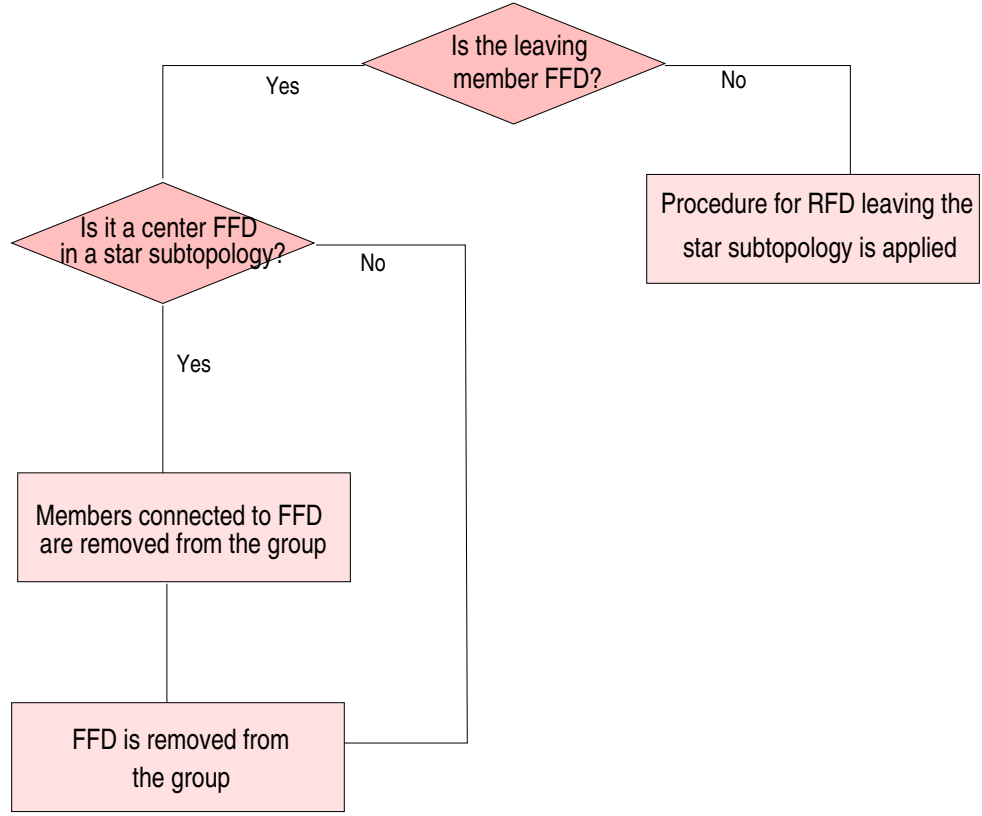 Is the leaving
member FFD?
Yes
No
Procedure for RFD leaving the
star subtopology is applied
Is it a center FFD
in a star subtopology?
No
Yes
Members connected to FFD
are removed from the group
FFD is removed from
the group